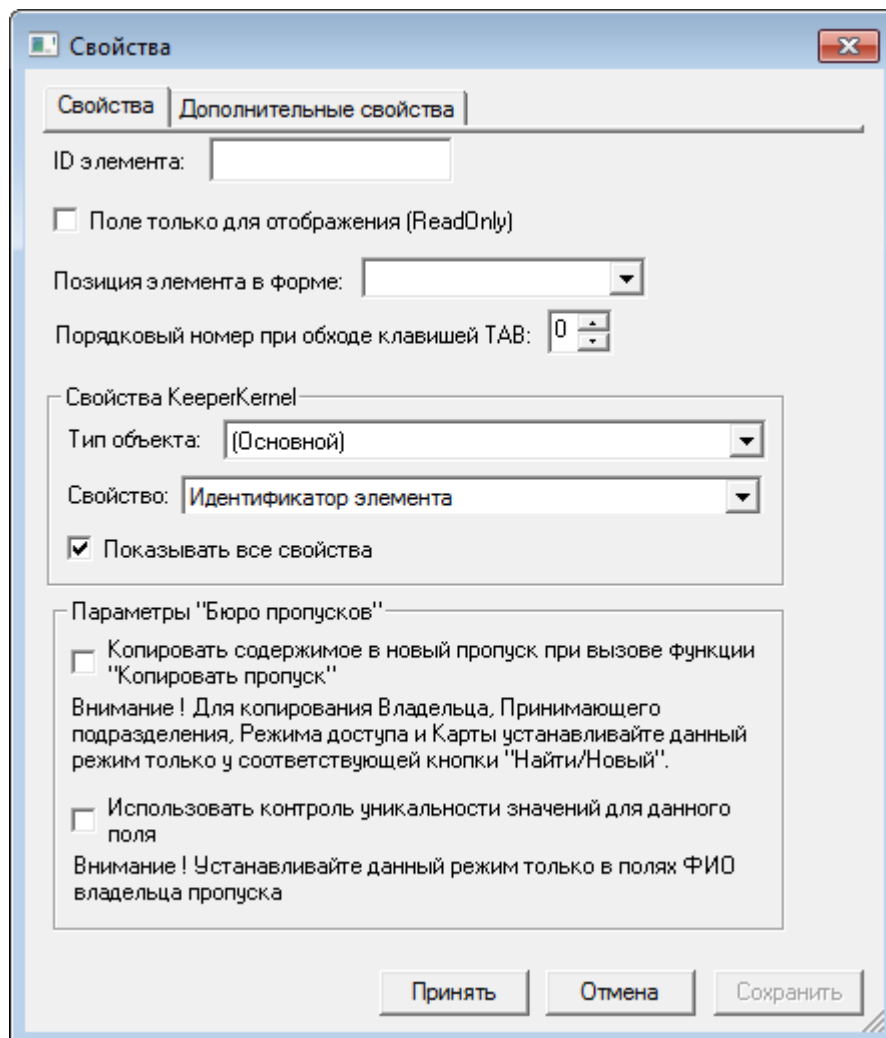 Свойства
Свойства Дополнительные свойства
ID элемента:
Поле только для отображения (ReadOnly)
Позиция элемента в форме:
Порядковый номер при обходе клавишей TAB: 0
Свойства KeeperKernel
Тип объекта: (Основной)
Свойство: Идентификатор элемента
Показывать все свойства
Параметры "Бюро пропусков"
Копировать содержимое в новый пропуск при вызове функции
"Копировать пропуск"
Внимание ! Для копирования Владельца, Принимающего
подразделения, Режима доступа и Карты устанавливайте данный
режим только у соответствующей кнопки "Найти/Новый".
Использовать контроль уникальности значений для данного
поля
Внимание ! Устанавливайте данный режим только в полях ФИО
владельца пропуска
Принять Отмена Сохранить